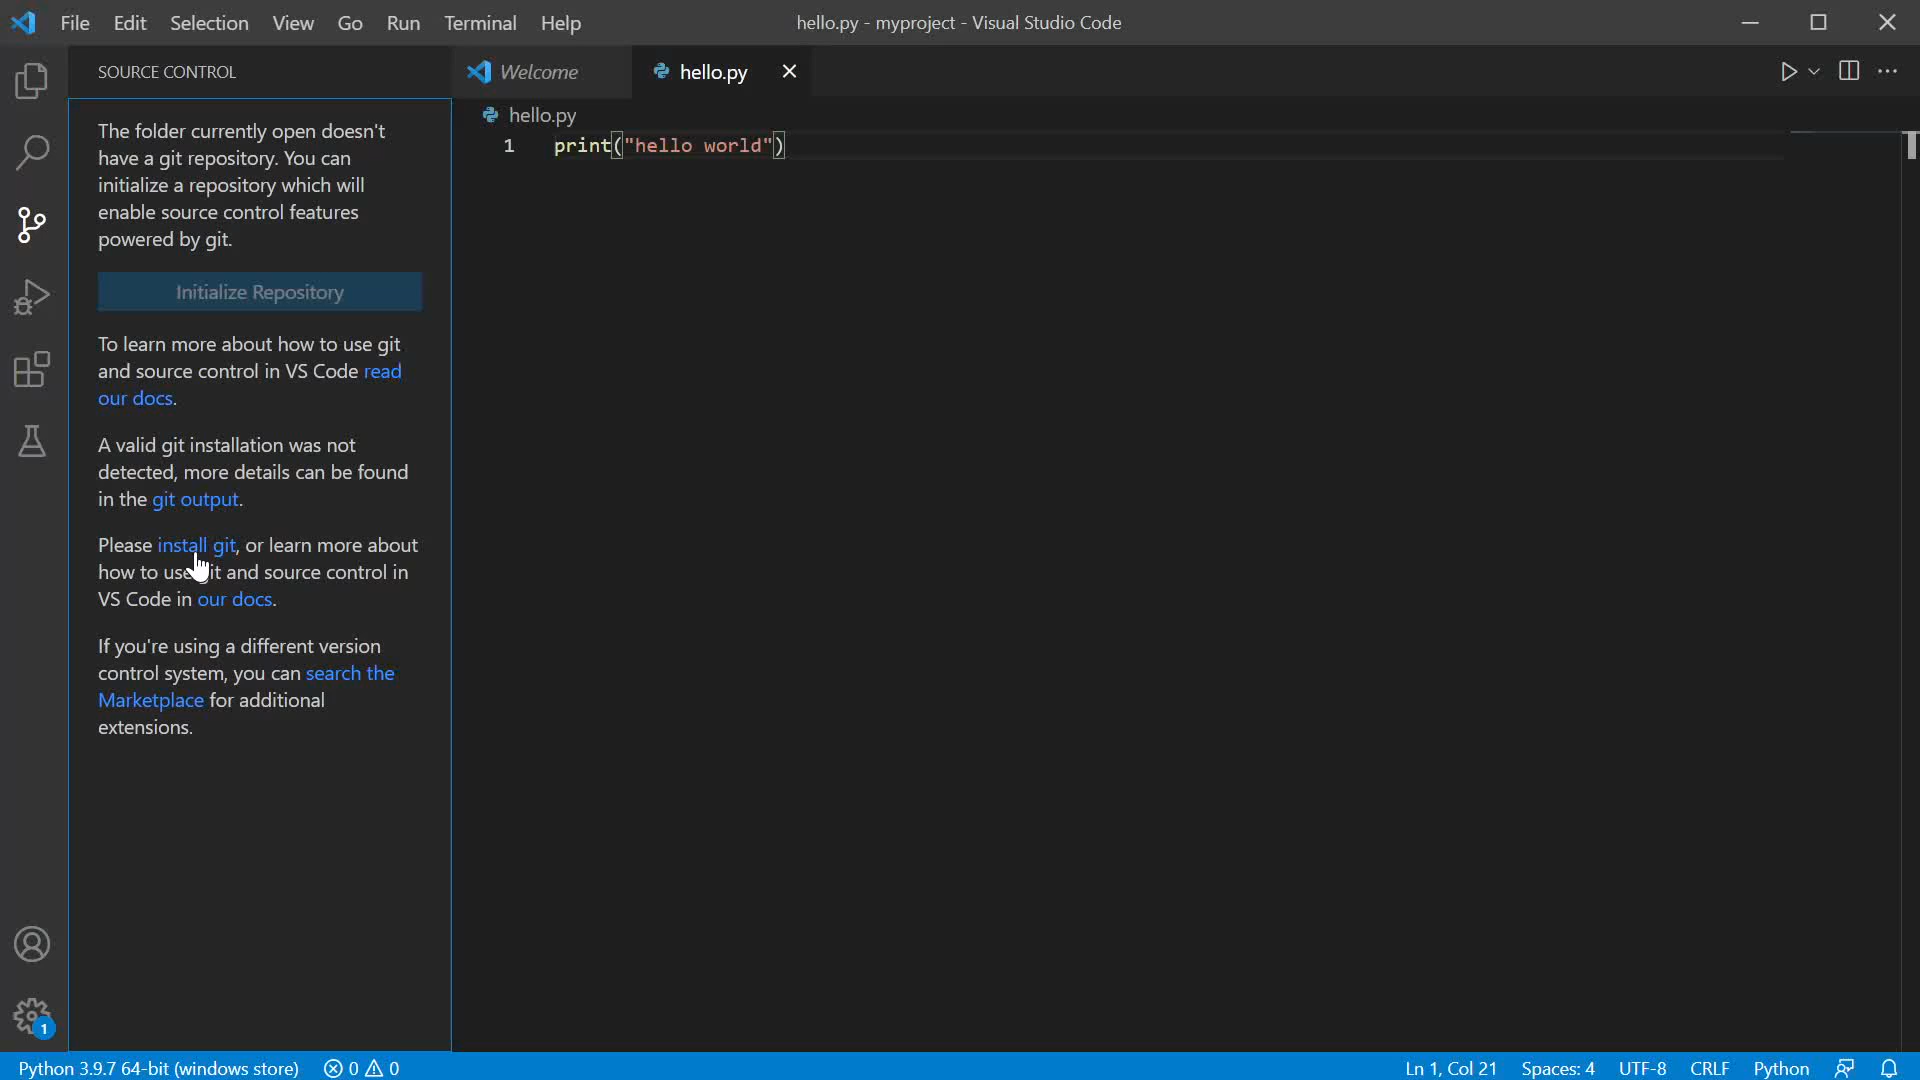 File Edit Selection View Go Run Terminal Help
hello.py - myproject - Visual Studio Code
SOURCE CONTROL
Welcome
hello.py
The folder currently open doesn't
have a git repository. You can
initialize a repository which will
enable source control features
powered by git.
Initialize Repository
To learn more about how to use git
and source control in VS Code read
our docs.
A valid git installation was not
detected, more details can be found
in the git output.
Please install git, or learn more about
how to use git and source control in
VS Code in our docs.
If you're using a different version
control system, you can search the
Marketplace for additional
extensions.
hello.py
1 print("hello world")
1
Python 3.9.7 64-bit (windows store) 0 0
Ln 1, Col 21 Spaces: 4 UTF-8 CRLF Python